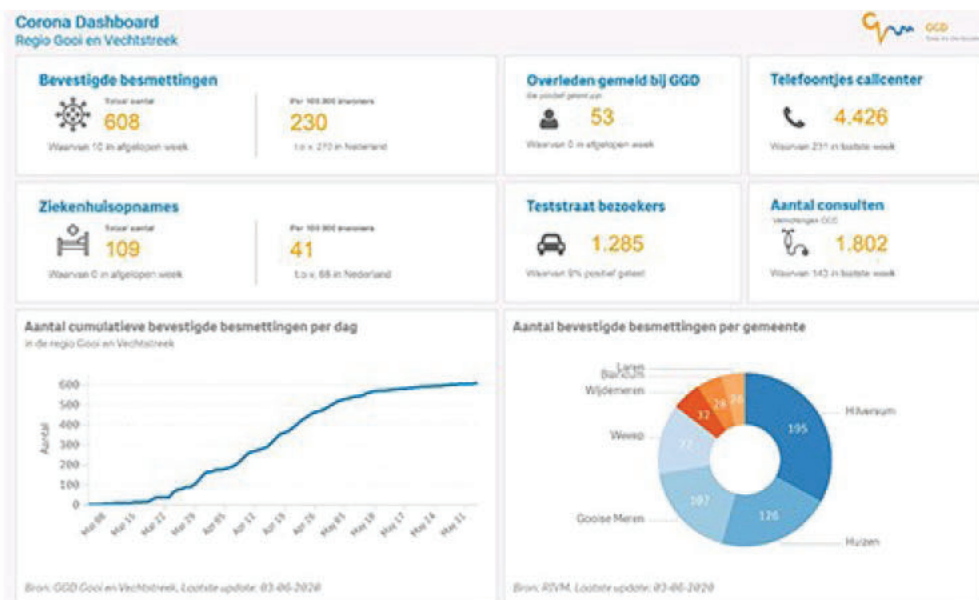 Corona Dashboard
Regio Gooi en Vechtstreek
GGD
Bevestigde besmettingen
Totaal aantal
608
Waarvan 10 in afgelopen week
Per 100.000 inwoners
230
t.o.v. 270 in Nederland
Overleden gemeld bij GGD
53
Waarvan 0 in afgelopen week
Telefoontjes callcenter
4.426
Waarvan 231 in laatste week
Ziekenhuisopnames
Totaal aantal
109
Waarvan 0 in afgelopen week
Per 100.000 inwoners
41
t.o.v. 68 in Nederland
Teststraat bezoekers
1.285
Waarvan 9% positief getest
Aantal consulten
1.802
Waarvan 143 in laatste week
Aantal cumulatieve bevestigde besmettingen per dag
in de regio Gooi en Vechtstreek
Aantal
600
500
400
300
200
100
0
Mar 08
Mar 15
Mar 22
Mar 29
Apr 05
Apr 12
Apr 19
Apr 26
May 03
May 10
May 17
May 24
May 31
Bron: GGD Gooi en Vechtstreek, Laatste update: 03-06-2020
Aantal bevestigde besmettingen per gemeente
Laren
Blaricum
Wijdemeren
Weesp
Gooise Meren
Hilversum
Huizen
195
126
107
32
Bron: RIVM, Laatste update: 03-06-2020